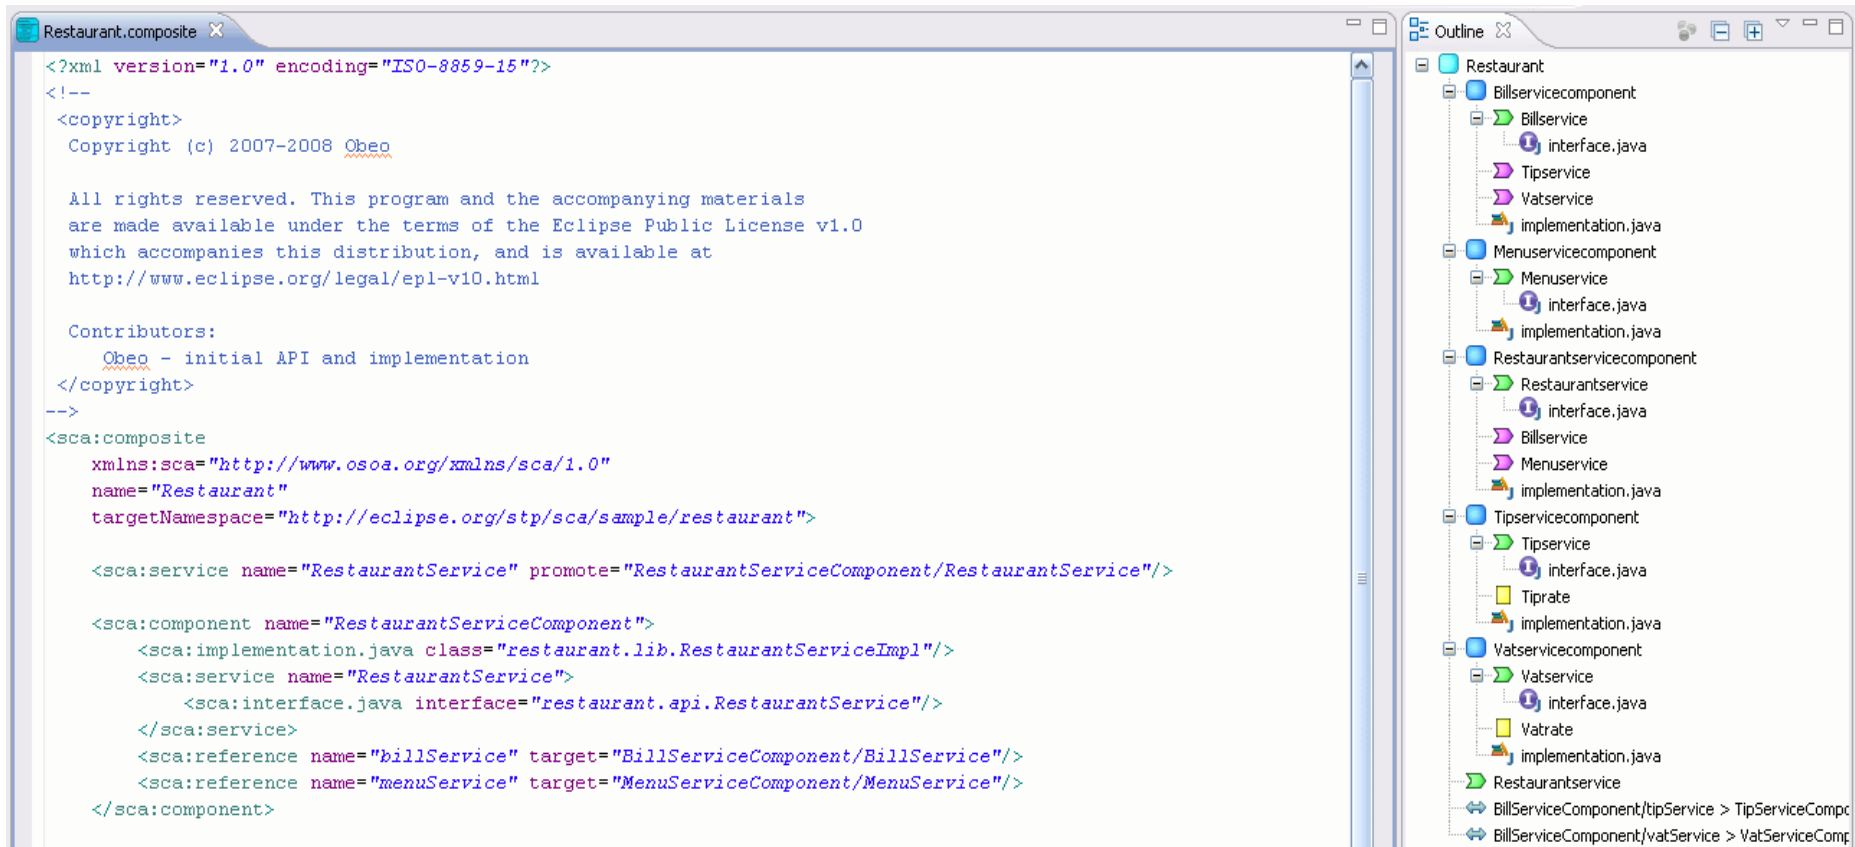 Restaurant.composite
<?xml version="1.0" encoding="ISO-8859-15"?>
<!--
<copyright>
Copyright (c) 2007-2008 Obeo
All rights reserved. This program and the accompanying materials
are made available under the terms of the Eclipse Public License v1.0
which accompanies this distribution, and is available at
http://www.eclipse.org/legal/epl-v10.html
Contributors:
Obeo - initial API and implementation
</copyright>
-->
<sca:composite
xmlns:sca="http://www.osoa.org/xmlns/sca/1.0"
name="Restaurant"
targetNamespace="http://eclipse.org/stp/sca/sample/restaurant">
<sca:service name="RestaurantService" promote="RestaurantServiceComponent/RestaurantService"/>
<sca:component name="RestaurantServiceComponent">
<sca:implementation.java class="restaurant.lib.RestaurantServiceImpl"/>
<sca:service name="RestaurantService">
<sca:interface.java interface="restaurant.api.RestaurantService"/>
</sca:service>
<sca:reference name="billService" target="BillServiceComponent/BillService"/>
<sca:reference name="menuService" target="MenuServiceComponent/MenuService"/>
</sca:component>
Outline
Restaurant
Billservicecomponent
Billservice
interface.java
Tipservice
Vatservice
implementation.java
Menuservicecomponent
Menuservice
interface.java
implementation.java
Restaurantservicecomponent
Restaurantservice
interface.java
Billservice
Menuservice
implementation.java
Tipservicecomponent
Tipservice
interface.java
Tiprate
implementation.java
Vatservicecomponent
Vatservice
interface.java
Vatrate
implementation.java
Restaurantservice
BillServiceComponent/tipService > TipServiceCompo
BillServiceComponent/vatService > VatServiceComp